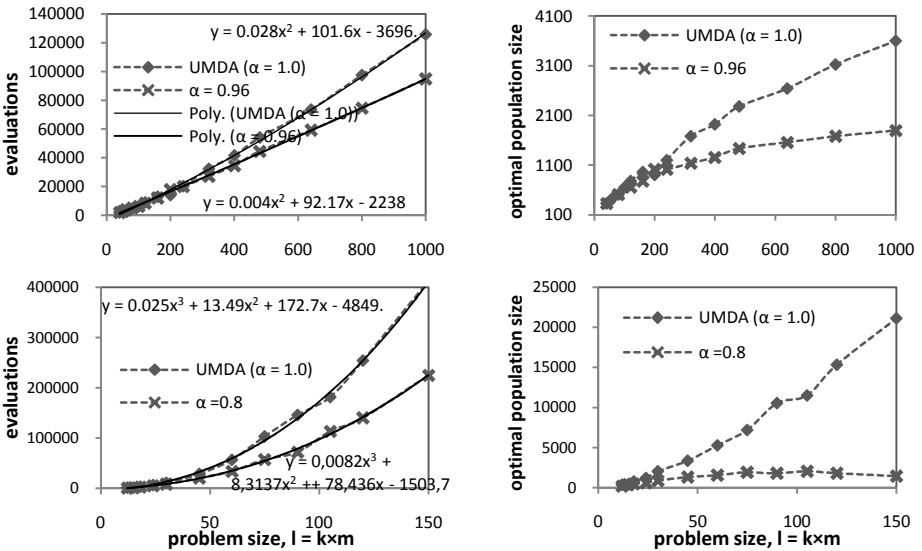 140000
120000
100000
80000
60000
40000
20000
0
evaluations
y = 0.028x² + 101.6x - 3696.
UMDA (α = 1.0)
α = 0.96
Poly. (UMDA (α = 1.0))
Poly. (α = 0.96)
y = 0.004x² + 92.17x - 2238
0 200 400 600 800 1000
4100
3100
2100
1100
100
optimal population size
UMDA (α = 1.0)
α = 0.96
0 200 400 600 800 1000
400000
300000
200000
100000
0
evaluations
y = 0.025x³ + 13.49x² + 172.7x - 4849.
UMDA (α = 1.0)
α =0.8
y = 0,0082x³ +
8,3137x² ++ 78,436x - 1503,7
0 50 100 150
problem size, l = k×m
25000
20000
15000
10000
5000
0
optimal population size
UMDA (α = 1.0)
α =0.8
0 50 100 150
problem size, l = k×m